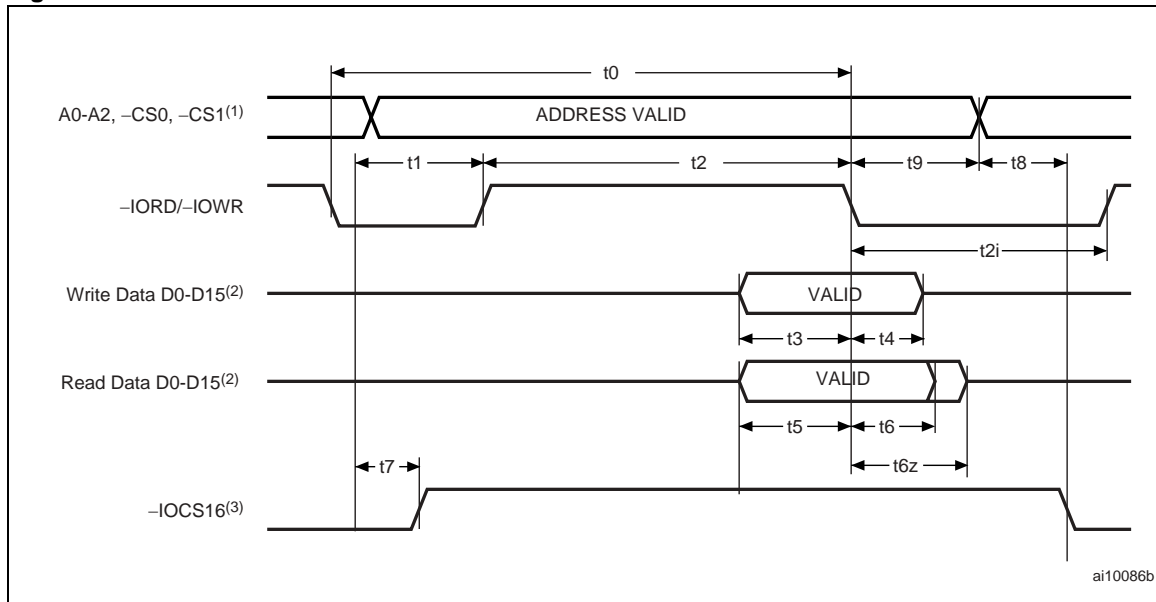 t0
A0-A2, –CS0, –CS1(1)
ADDRESS VALID
t1
t2
t9
t8
–IORD/–IOWR
t2i
Write Data D0-D15(2)
VALID
t3
t4
Read Data D0-D15(2)
VALID
t5
t6
t7
t6z
–IOCS16(3)
ai10086b